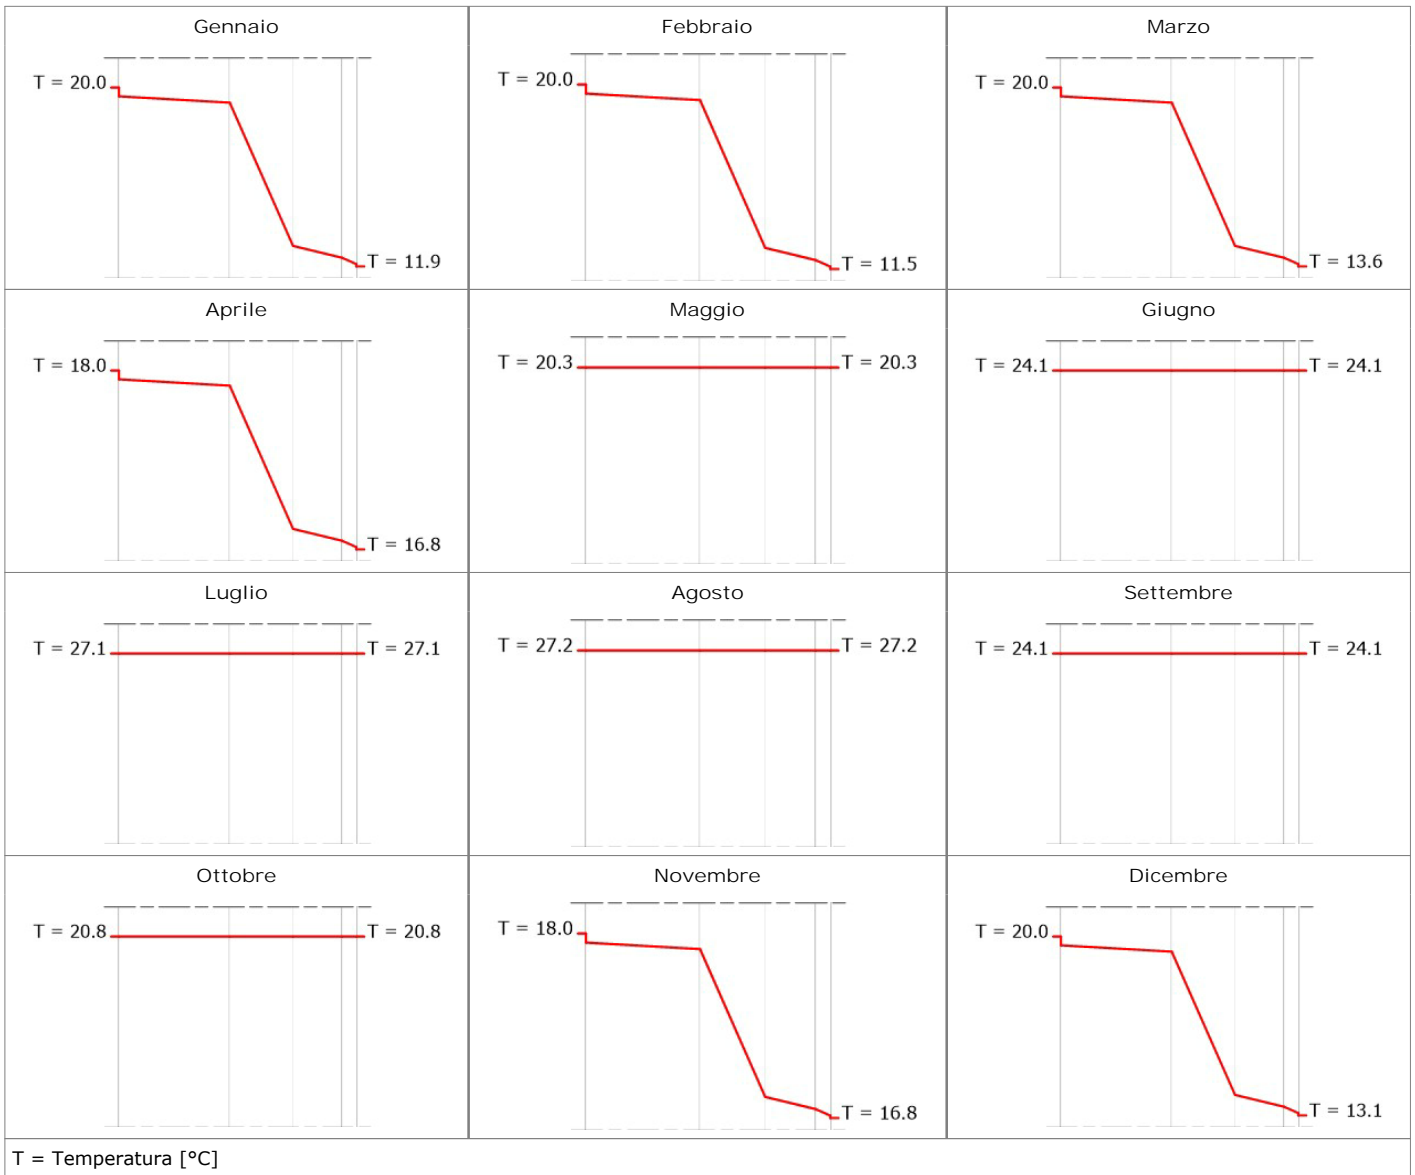 Gennaio
T = 20.0
T = 11.9
Febbraio
T = 20.0
T = 11.5
Marzo
T = 20.0
T = 13.6
Aprile
T = 18.0
T = 16.8
Maggio
T = 20.3
T = 20.3
Giugno
T = 24.1
T = 24.1
Luglio
T = 27.1
T = 27.1
Agosto
T = 27.2
T = 27.2
Settembre
T = 24.1
T = 24.1
Ottobre
T = 20.8
T = 20.8
Novembre
T = 18.0
T = 16.8
Dicembre
T = 20.0
T = 13.1
T = Temperatura [°C]